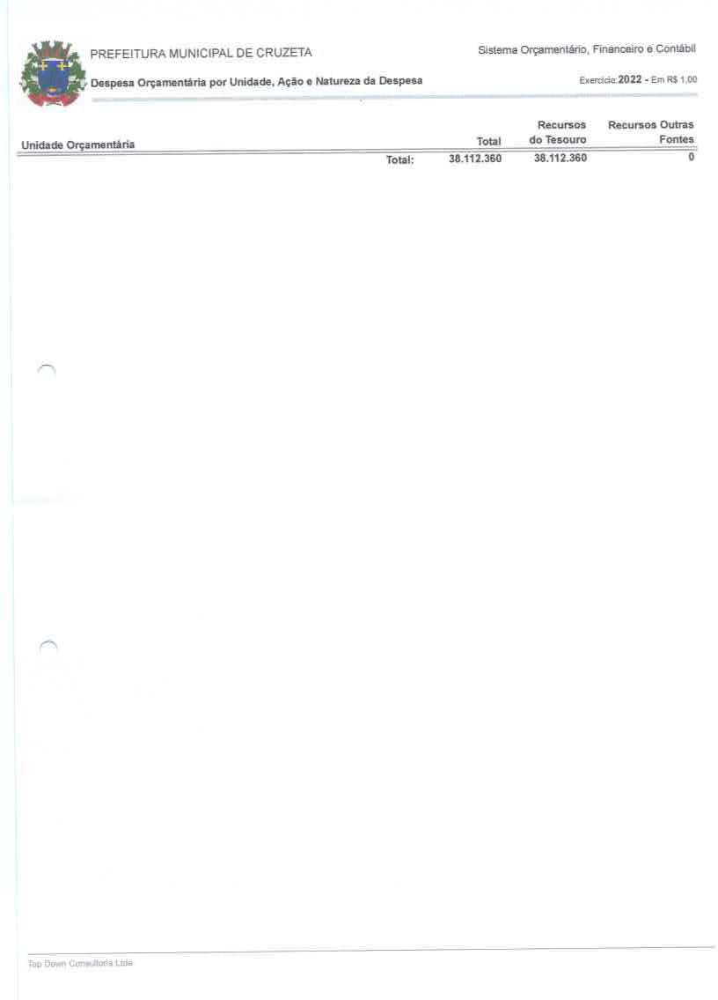 PREFEITURA MUNICIPAL DE CRUZETA
Sistema Orçamentário, Financeiro e Contábil
Despesa Orçamentária por Unidade, Ação e Natureza da Despesa
Exercício: 2022 - Em R$ 1,00
Unidade Orçamentária Total Recursos do Tesouro Recursos Outras Fontes
Total: 38.112.360 38.112.360 0
Top Down Consultoria Ltda